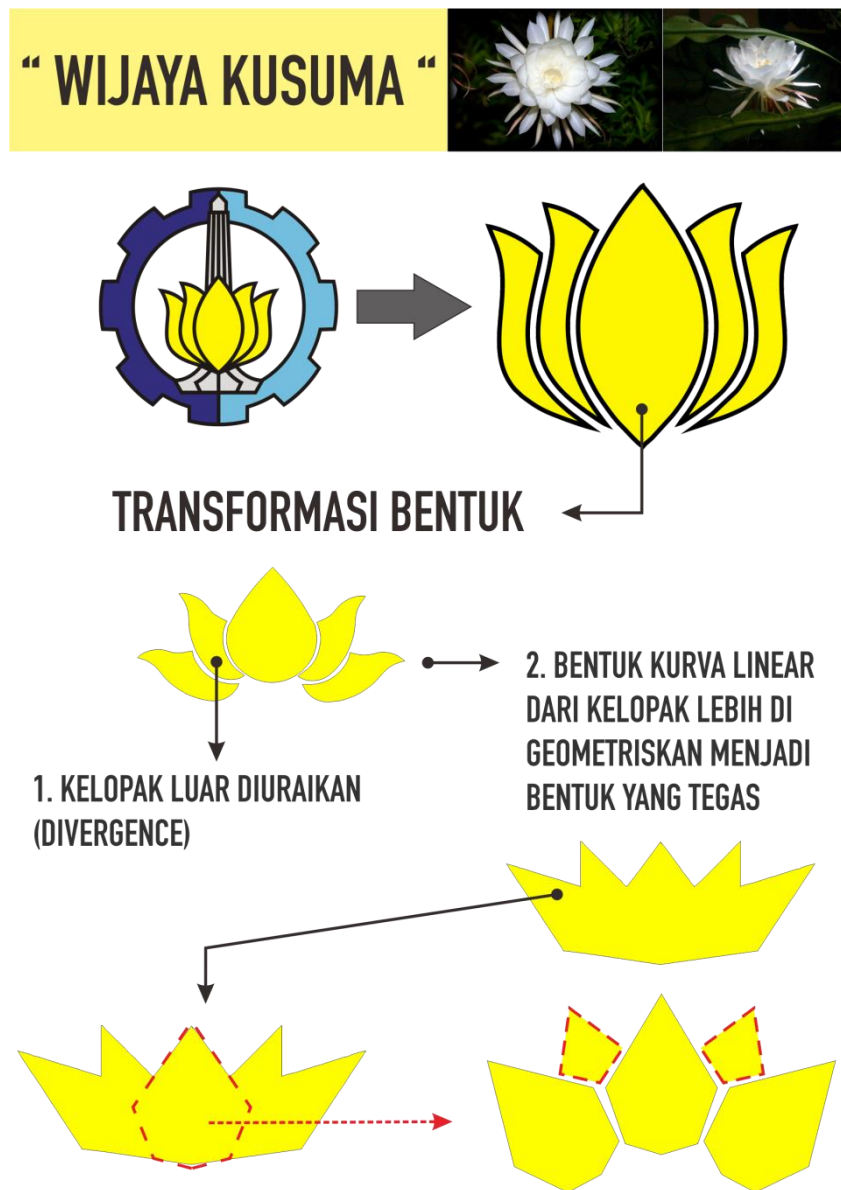 “ WIJAYA KUSUMA “
TRANSFORMASI BENTUK
1. KELOPAK LUAR DIURAIKAN
(DIVERGENCE)
2. BENTUK KURVA LINEAR
DARI KELOPAK LEBIH DI
GEOMETRISKAN MENJADI
BENTUK YANG TEGAS